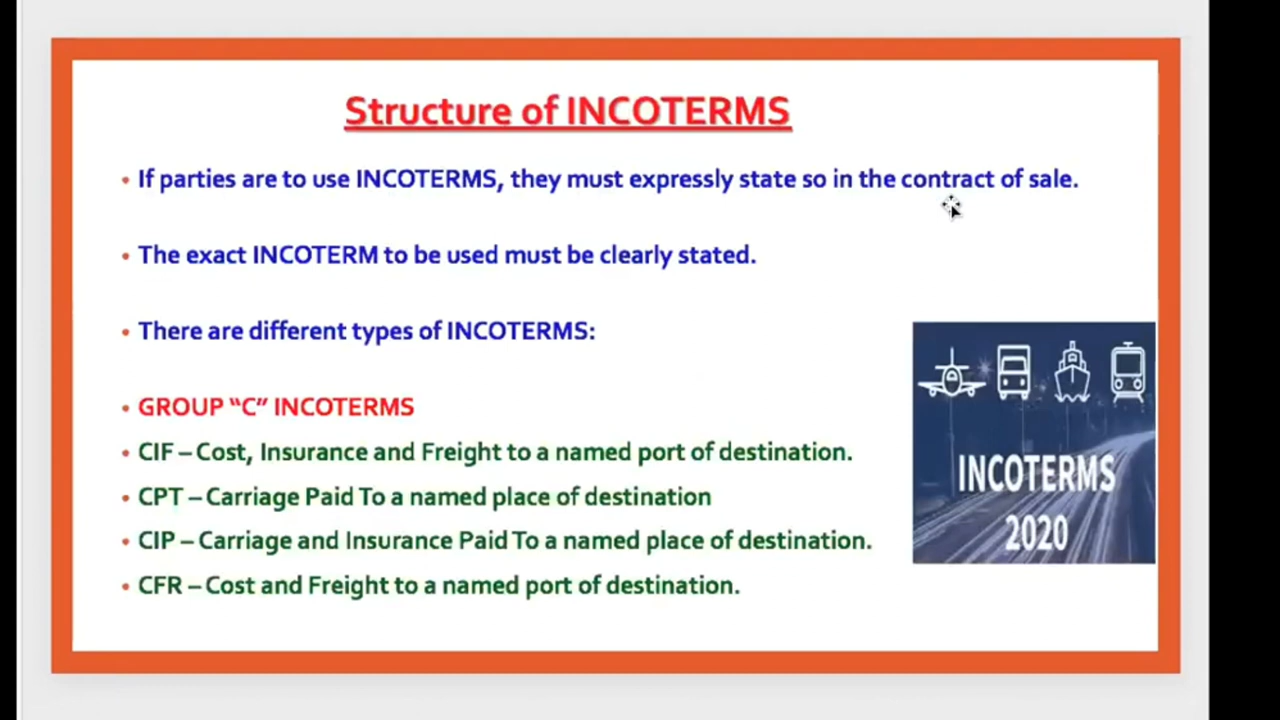 Structure of INCOTERMS
• If parties are to use INCOTERMS, they must expressly state so in the contract of sale.
• The exact INCOTERM to be used must be clearly stated.
• There are different types of INCOTERMS:
• GROUP “C” INCOTERMS
• CIF – Cost, Insurance and Freight to a named port of destination.
• CPT – Carriage Paid To a named place of destination
• CIP – Carriage and Insurance Paid To a named place of destination.
• CFR – Cost and Freight to a named port of destination.
INCOTERMS
2020